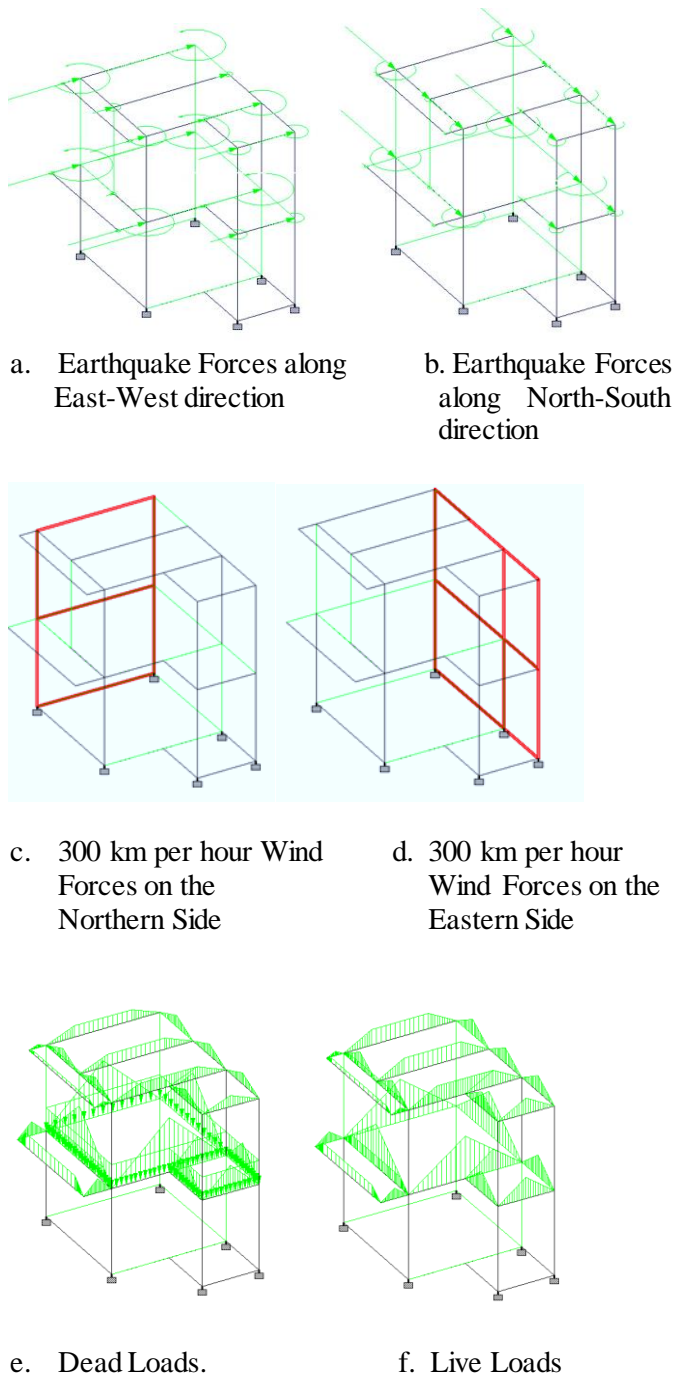 a. Earthquake Forces along
East-West direction
b. Earthquake Forces
along North-South
direction
c. 300 km per hour Wind
Forces on the
Northern Side
d. 300 km per hour
Wind Forces on the
Eastern Side
e. Dead Loads.
f. Live Loads